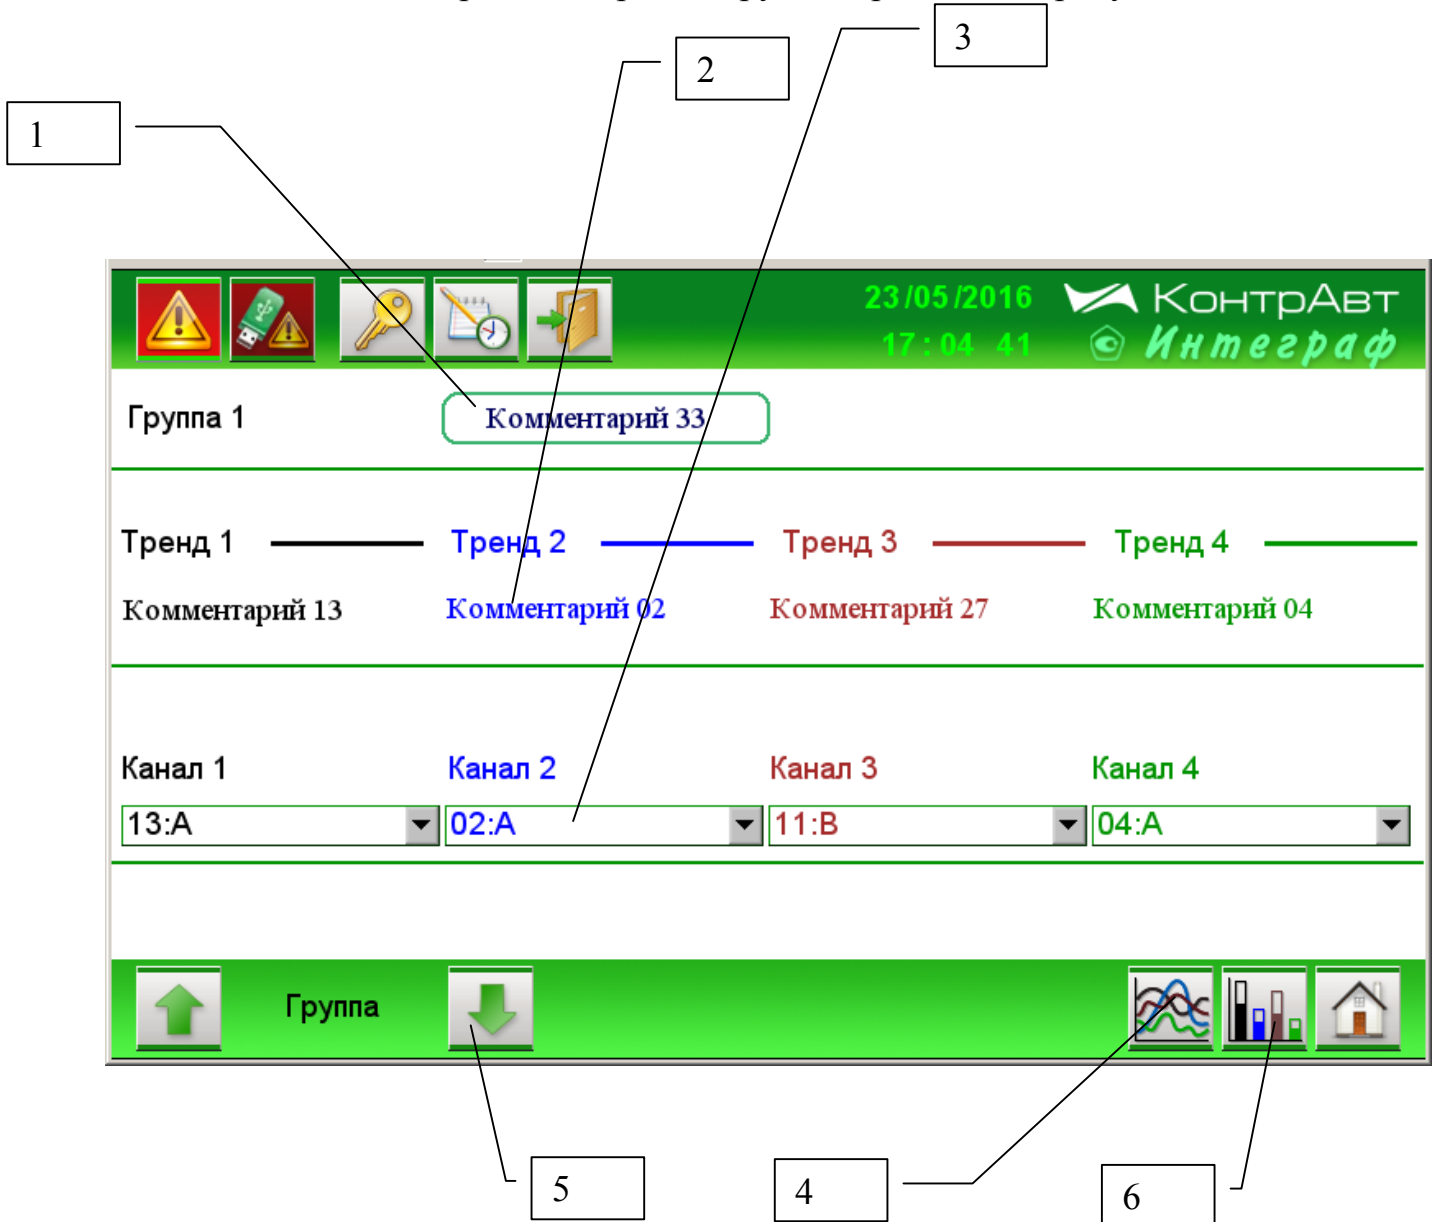 3
2
1
23/05/2016 КонтрАвт
17:04 41 Интеграф
Группа 1 Комментарий 33
Тренд 1 Тренд 2 Тренд 3 Тренд 4
Комментарий 13 Комментарий 02 Комментарий 27 Комментарий 04
Канал 1 Канал 2 Канал 3 Канал 4
13:A 02:A 11:B 04:A
Группа
5 4 6